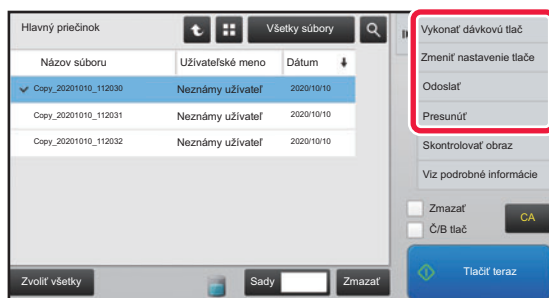 Hlavný priečinok
Všetky súbory
Názov súboru Užívateľské meno Dátum
Copy_20201010_112030 Neznámy užívateľ 2020/10/10
Copy_20201010_112031 Neznámy užívateľ 2020/10/10
Copy_20201010_112032 Neznámy užívateľ 2020/10/10
Zvoliť všetky
Sady
Zmazať
Vykonať dávkovú tlač
Zmeniť nastavenie tlače
Odoslať
Presunúť
Skontrolovať obraz
Viz podrobné informácie
Zmazať
Č/B tlač
CA
Tlačiť teraz